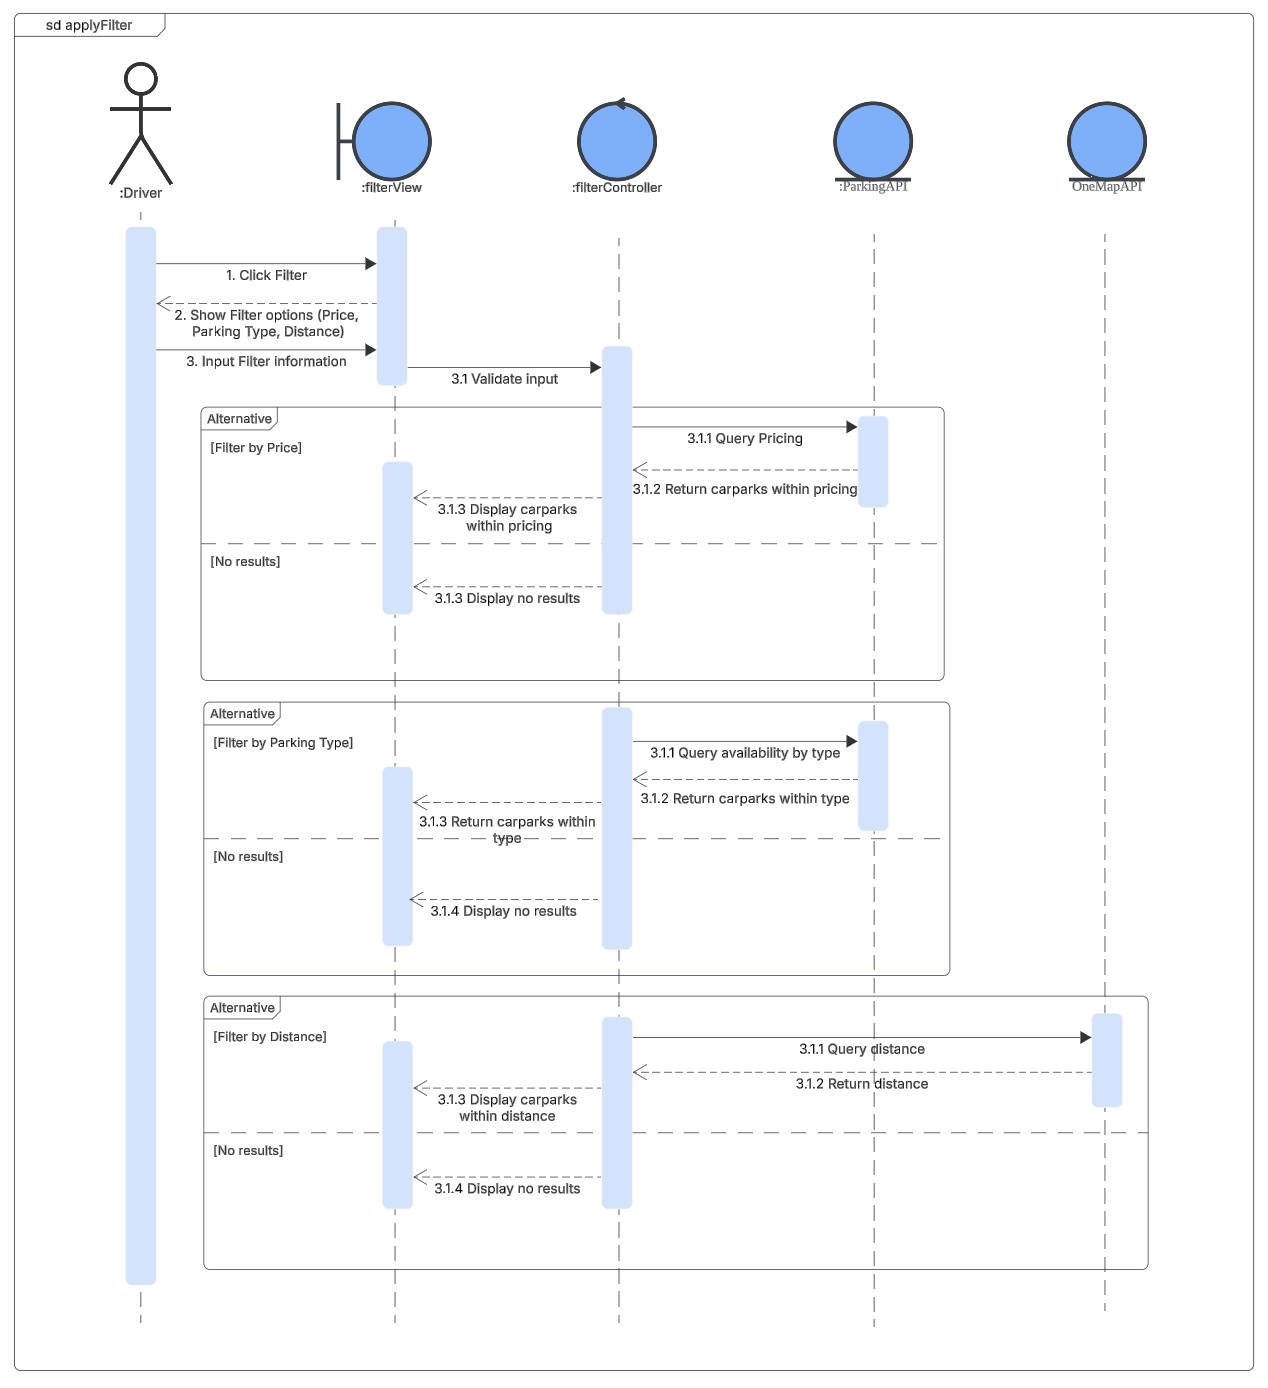 sd applyFilter
:Driver
:filterView
:filterController
:ParkingAPI
OneMapAPI
1. Click Filter
2. Show Filter options (Price,
Parking Type, Distance)
3. Input Filter information
3.1 Validate input
Alternative
[Filter by Price]
3.1.1 Query Pricing
3.1.2 Return carparks within pricing
3.1.3 Display carparks
within pricing
[No results]
3.1.3 Display no results
Alternative
[Filter by Parking Type]
3.1.1 Query availability by type
3.1.2 Return carparks within type
3.1.3 Return carparks within
type
[No results]
3.1.4 Display no results
Alternative
[Filter by Distance]
3.1.1 Query distance
3.1.2 Return distance
3.1.3 Display carparks
within distance
[No results]
3.1.4 Display no results